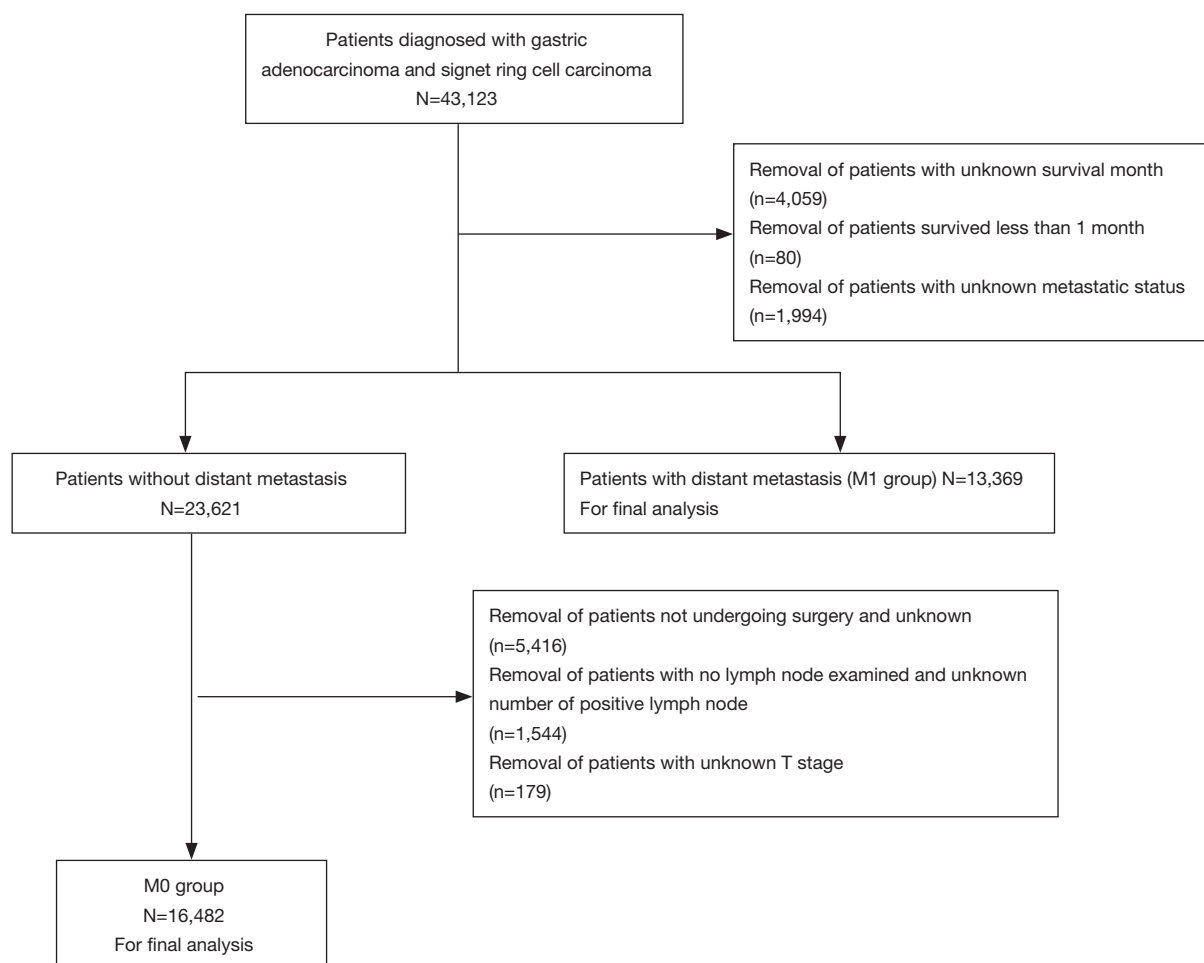 Patients diagnosed with gastric
adenocarcinoma and signet ring cell carcinoma
N=43,123
Removal of patients with unknown survival month
(n=4,059)
Removal of patients survived less than 1 month
(n=80)
Removal of patients with unknown metastatic status
(n=1,994)
Patients without distant metastasis
N=23,621
Patients with distant metastasis (M1 group) N=13,369
For final analysis
Removal of patients not undergoing surgery and unknown
(n=5,416)
Removal of patients with no lymph node examined and unknown
number of positive lymph node
(n=1,544)
Removal of patients with unknown T stage
(n=179)
M0 group
N=16,482
For final analysis